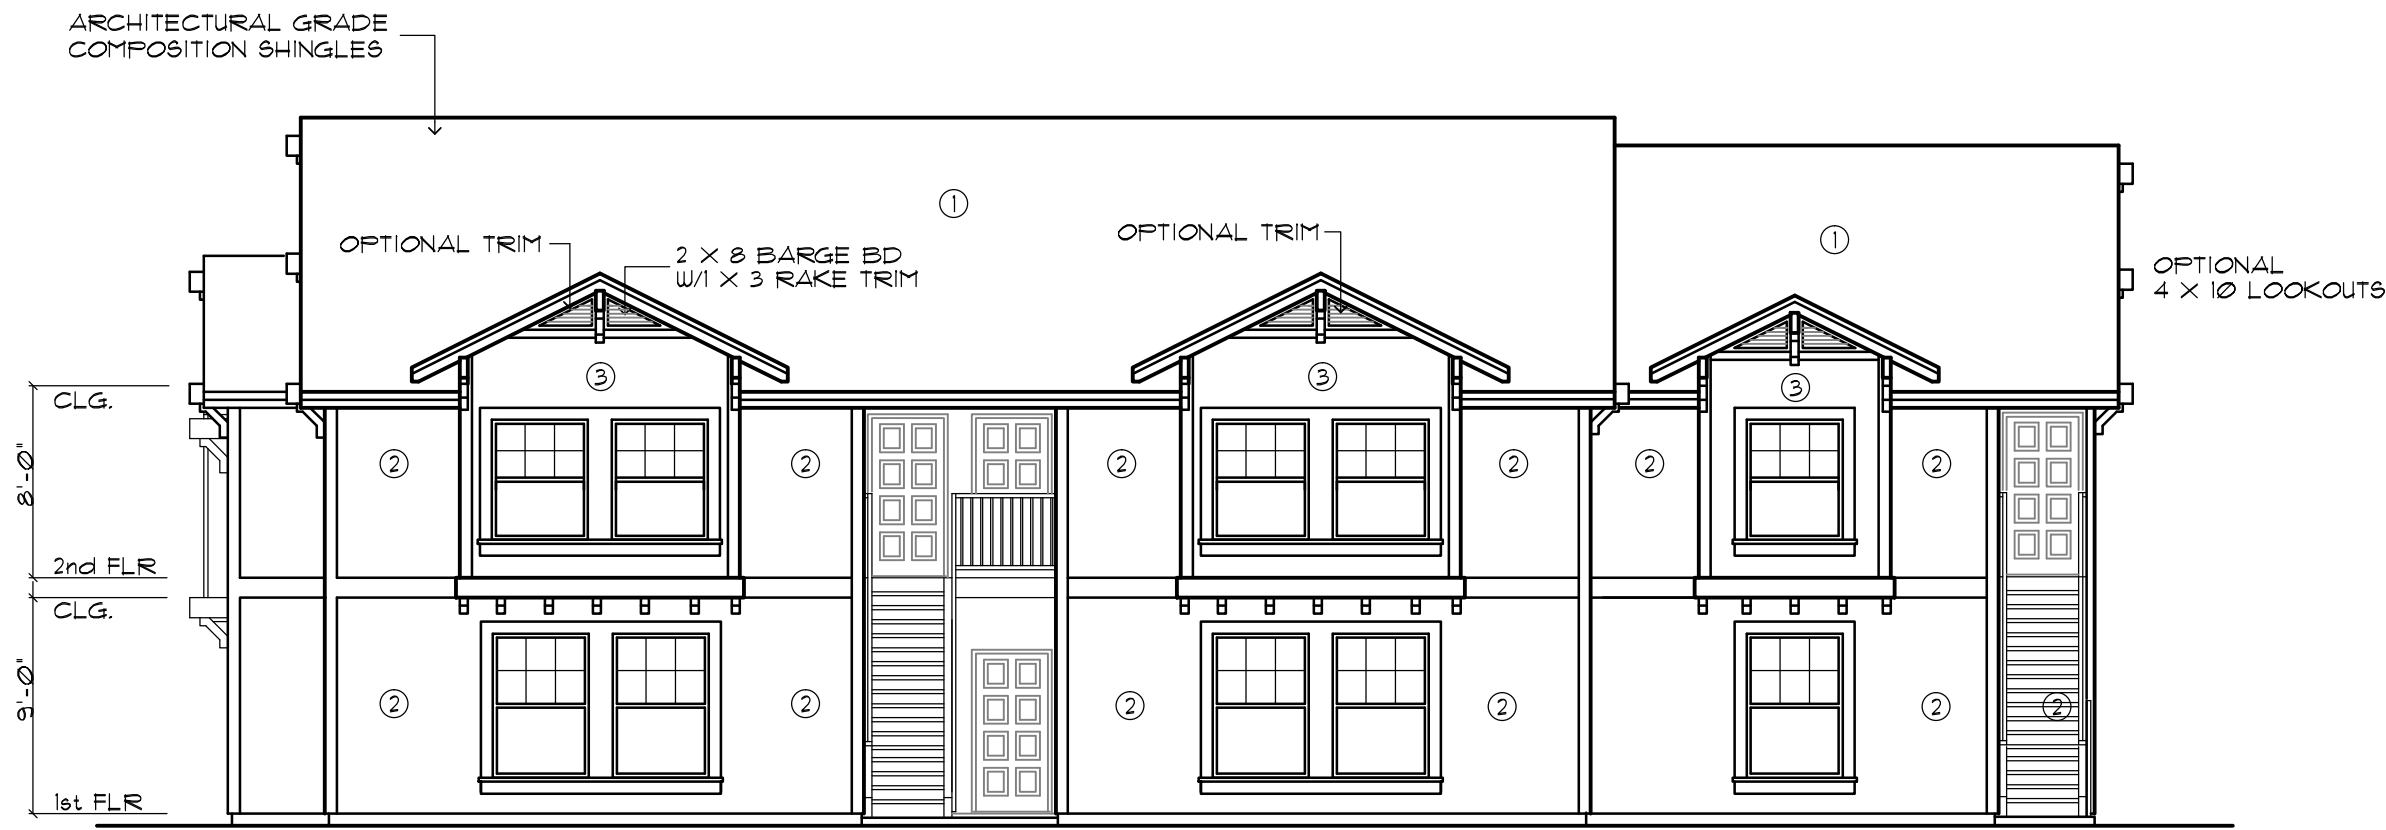 ARCHITECTURAL GRADE
COMPOSITION SHINGLES
1
OPTIONAL TRIM
2 X 8 BARGE BD
W/1 X 3 RAKE TRIM
OPTIONAL TRIM
1
OPTIONAL
4 X 10 LOOKOUTS
3
3
3
CLG.
8'-0"
2
2
2
2
2
2
2nd FLR
CLG.
9'-0"
2
2
2
2
2
2
1st FLR